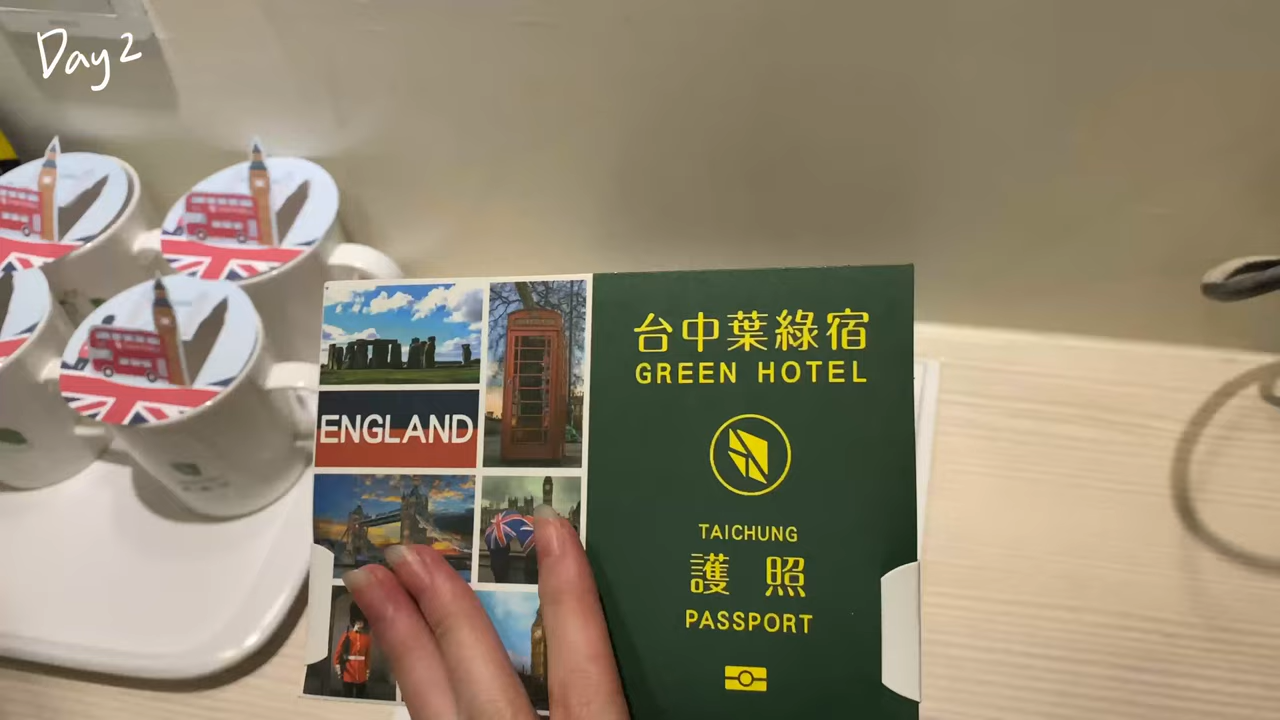 Day 2
ENGLAND
台中葉綠宿
GREEN HOTEL
TAICHUNG
護照
PASSPORT